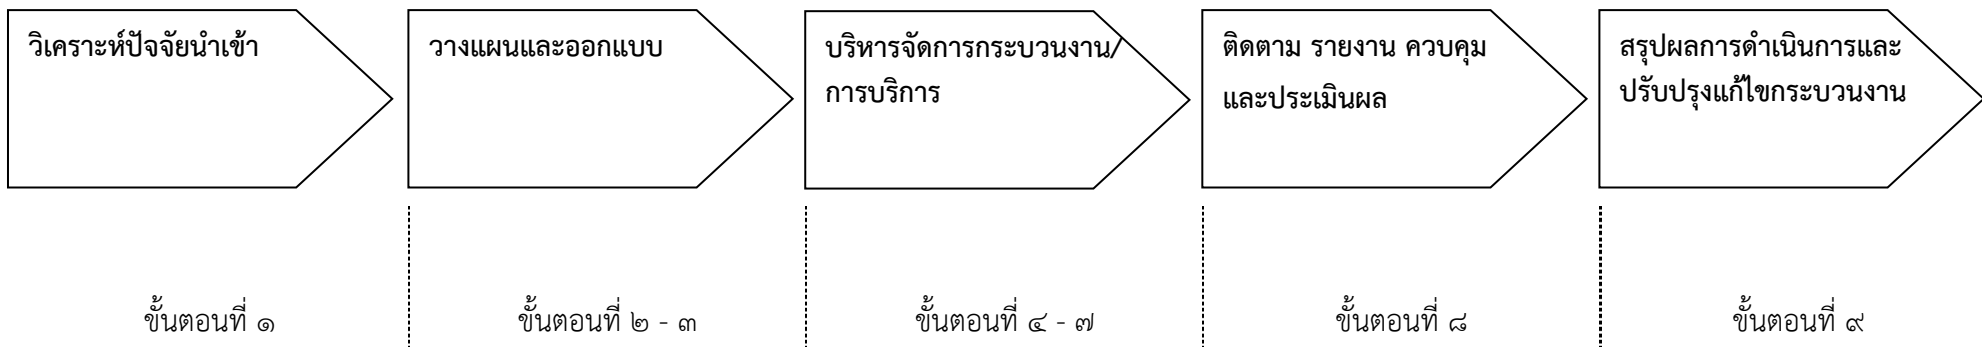 วิเคราะห์ปัจจัยนำเข้า
วางแผนและออกแบบ
บริหารจัดการกระบวนงาน/
การบริการ
ติดตาม รายงาน ควบคุม
และประเมินผล
สรุปผลการดำเนินการและ
ปรับปรุงแก้ไขกระบวนงาน
ขั้นตอนที่ ๑
ขั้นตอนที่ ๒ - ๓
ขั้นตอนที่ ๔ - ๗
ขั้นตอนที่ ๘
ขั้นตอนที่ ๙